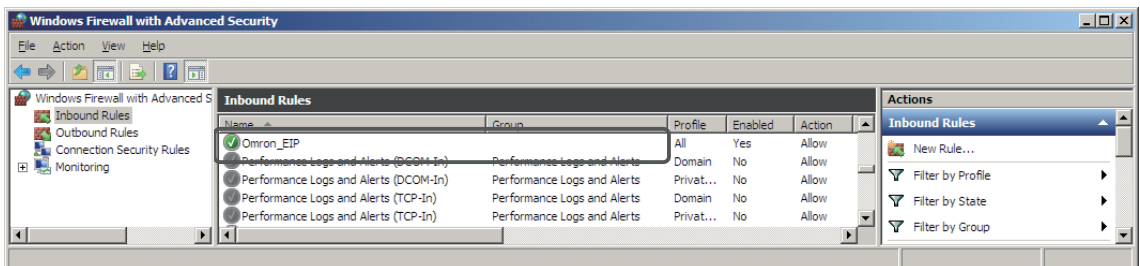 Windows Firewall with Advanced Security
File Action View Help
Windows Firewall with Advanced S
Inbound Rules
Outbound Rules
Connection Security Rules
Monitoring
Inbound Rules
Name Group Profile Enabled Action
Omron_EIP All Yes Allow
Performance Logs and Alerts (DCOM-In) Performance Logs and Alerts Domain No Allow
Performance Logs and Alerts (DCOM-In) Performance Logs and Alerts Privat... No Allow
Performance Logs and Alerts (TCP-In) Performance Logs and Alerts Domain No Allow
Performance Logs and Alerts (TCP-In) Performance Logs and Alerts Privat... No Allow
Actions
Inbound Rules
New Rule...
Filter by Profile
Filter by State
Filter by Group